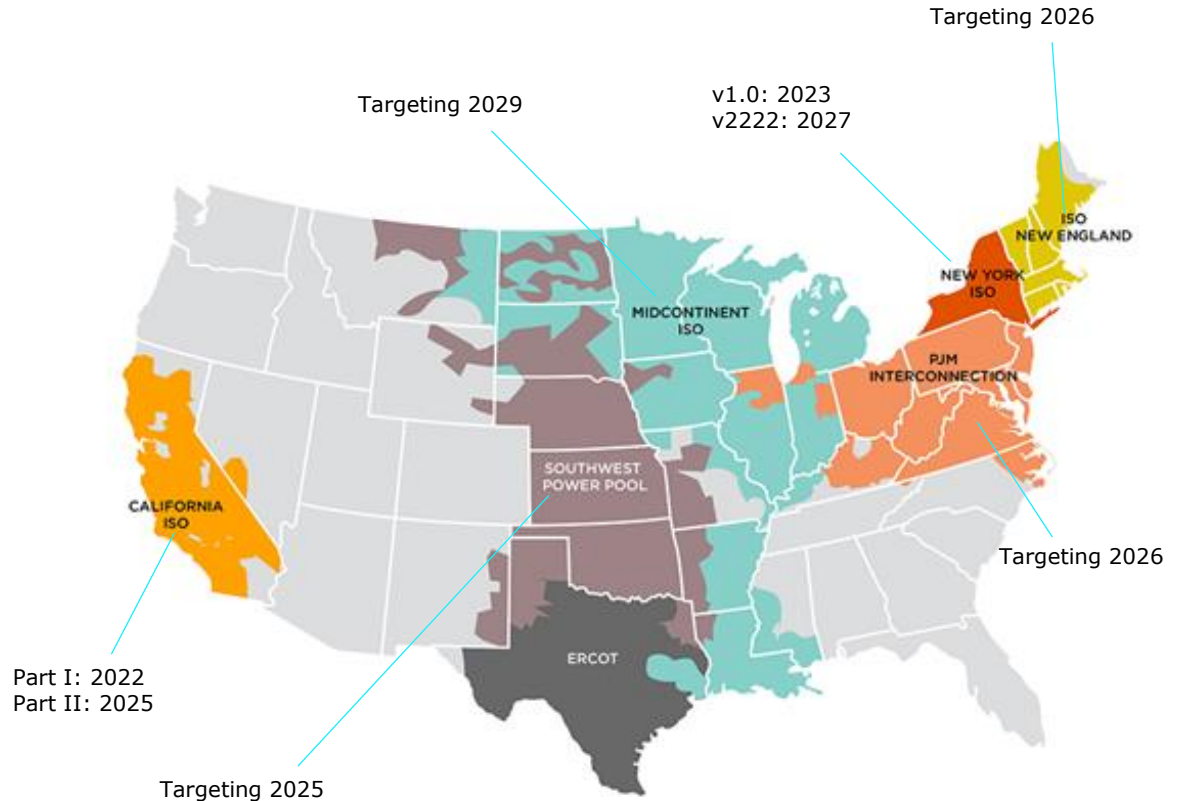 Targeting 2026
Targeting 2029
v1.0: 2023
v2222: 2027
ISO
NEW ENGLAND
NEW YORK
ISO
MIDCONTINENT
ISO
PJM
INTERCONNECTION
SOUTHWEST
POWER POOL
CALIFORNIA
ISO
Targeting 2026
ERCOT
Part I: 2022
Part II: 2025
Targeting 2025